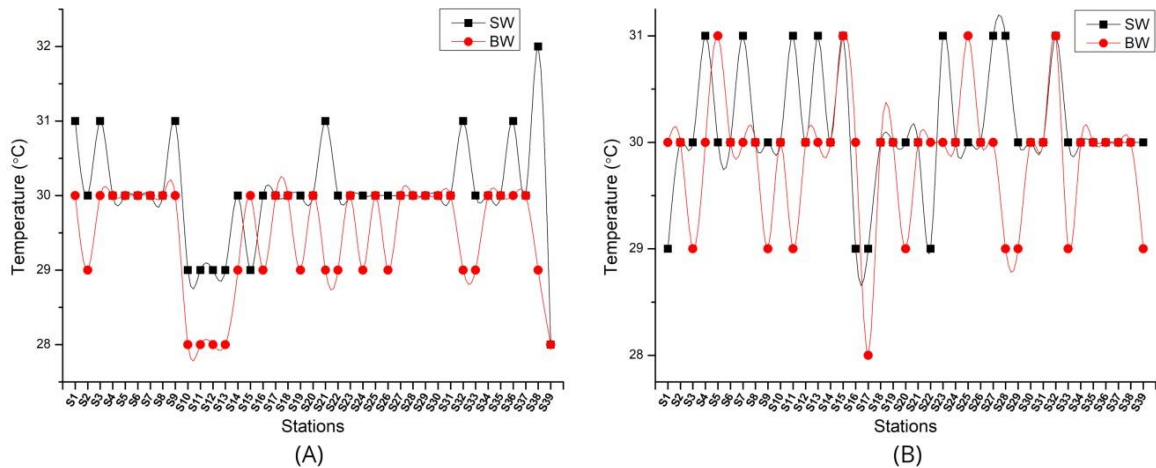 SW
BW
32
31
30
29
28
Temperature (°C)
S1 S2 S3 S4 S5 S6 S7 S8 S9 S10 S11 S12 S13 S14 S15 S16 S17 S18 S19 S20 S21 S22 S23 S24 S25 S26 S27 S28 S29 S30 S31 S32 S33 S34 S35 S36 S37 S38 S39
Stations
(A)
SW
BW
31
30
29
28
Temperature (°C)
S1 S2 S3 S4 S5 S6 S7 S8 S9 S10 S11 S12 S13 S14 S15 S16 S17 S18 S19 S20 S21 S22 S23 S24 S25 S26 S27 S28 S29 S30 S31 S32 S33 S34 S35 S36 S37 S38 S39
Stations
(B)